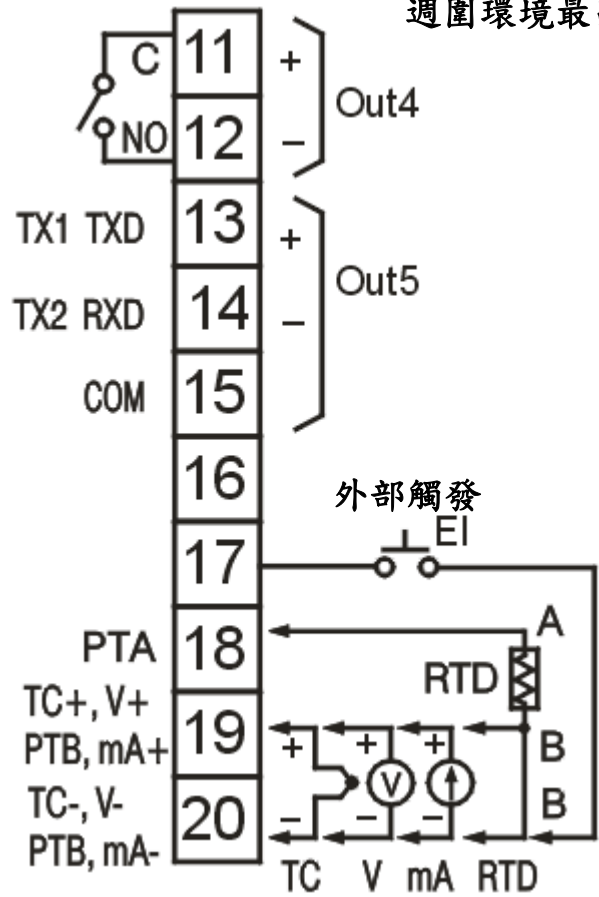 週圍環境最
C 11 +
Out4
NO 12 −
TX1 TXD 13 +
Out5
TX2 RXD 14 −
COM 15
16
外部觸發
EI
17
A
PTA 18
RTD
TC+, V+
19
PTB, mA+
+ + +
B
V
TC-, V-
20
B
PTB, mA-
− − −
TC V mA RTD